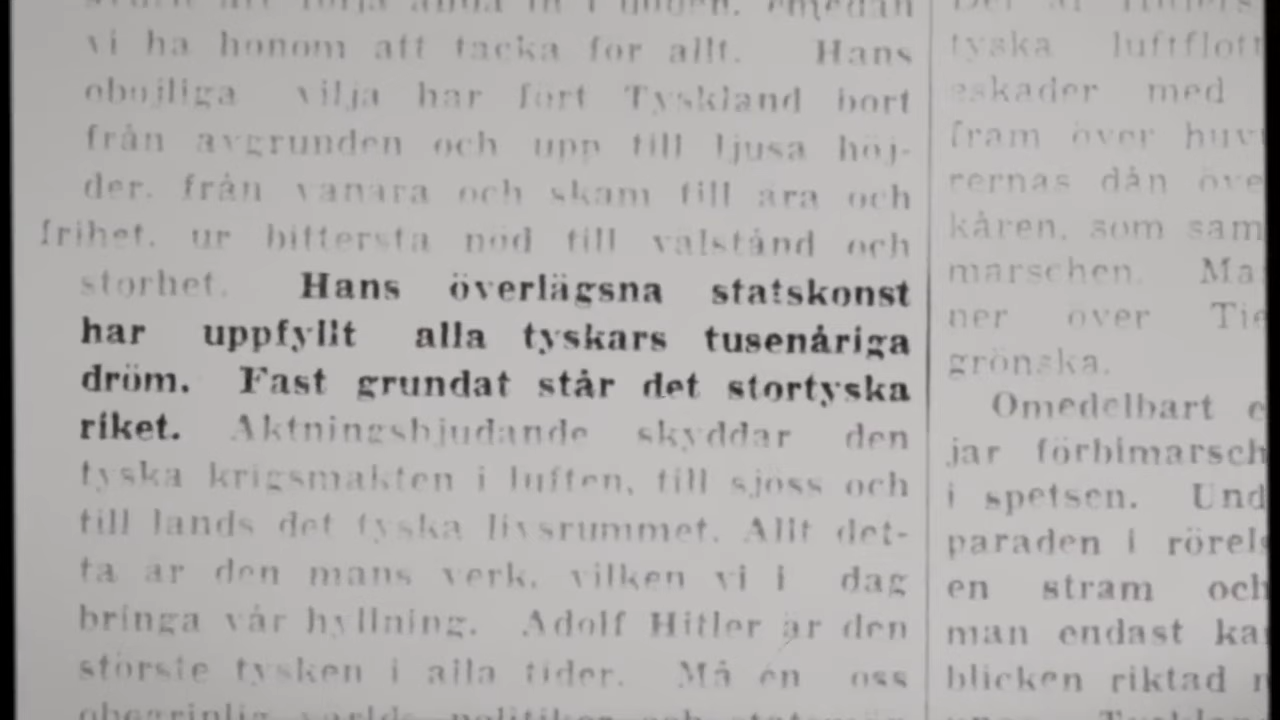 vi ha honom att tacka för allt. Hans
obøjliga vilja har fört Tyskland bort
från avgrunden och upp till ljusa höj-
der, från vanära och skam till ära och
frihet, ur bittersta nöd till välstånd och
storhet. Hans överlägsna statskonst
har uppfyllt alla tyskars tusenåriga
dröm. Fast grundat står det stortyska
riket. Aktningsbjudande skyddar den
tyska krigsmakten i luften, till sjöss och
till lands det tyska livsrummet. Allt det-
ta är den mans verk, vilken vi i dag
bringa vår hyllning. Adolf Hitler är den
störste tysken i alla tider. Må en oss
tyska luftflott
eskader med
fram över huv
rernas dån öve
kåren, som sam
marschen. Ma
ner över Tie
grönska.
Omedelbart e
jar förbimarsch
i spetsen. Und
paraden i rörels
en stram och
man endast ka
blicken riktad r